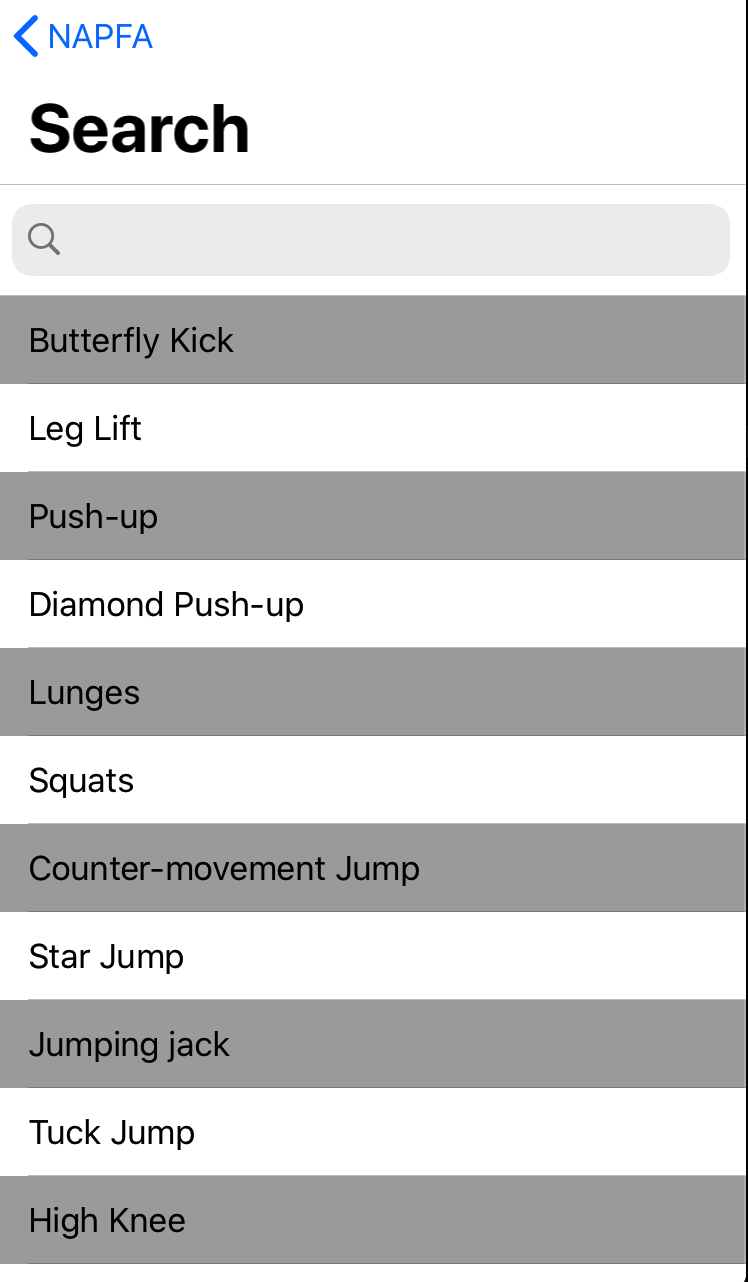 NAPFA
Search
Butterfly Kick
Leg Lift
Push-up
Diamond Push-up
Lunges
Squats
Counter-movement Jump
Star Jump
Jumping jack
Tuck Jump
High Knee